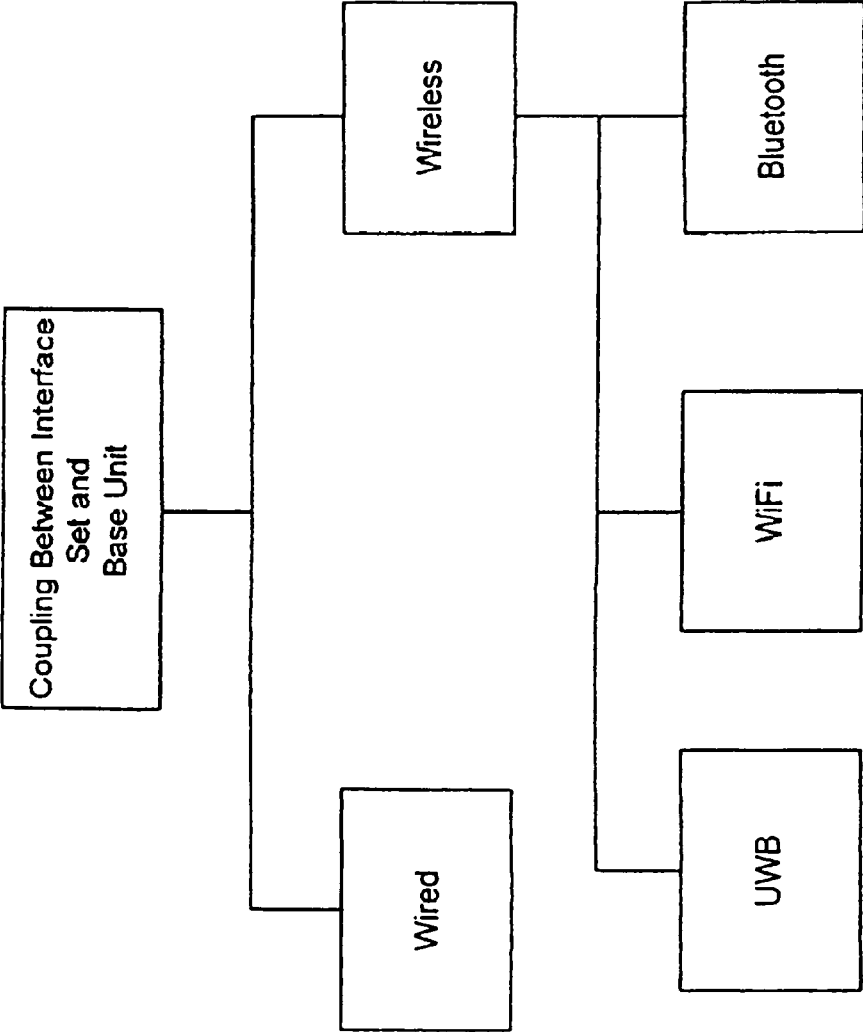 Coupling Between Interface
Set and
Base Unit
Wired
Wireless
UWB
WiFi
Bluetooth